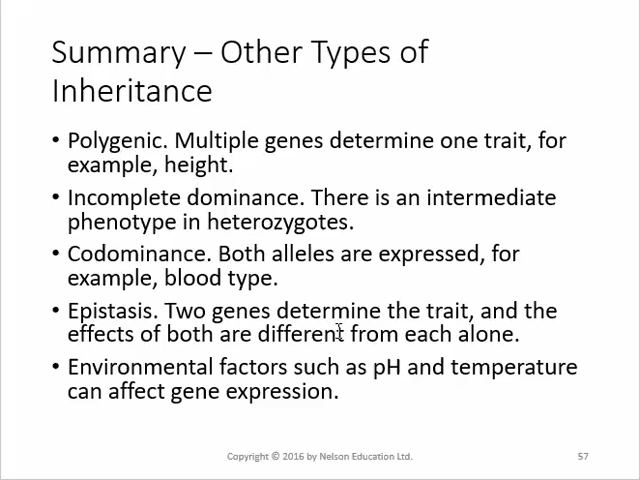 Summary – Other Types of
Inheritance
• Polygenic. Multiple genes determine one trait, for
example, height.
• Incomplete dominance. There is an intermediate
phenotype in heterozygotes.
• Codominance. Both alleles are expressed, for
example, blood type.
• Epistasis. Two genes determine the trait, and the
effects of both are different from each alone.
• Environmental factors such as pH and temperature
can affect gene expression.
Copyright © 2016 by Nelson Education Ltd.
57